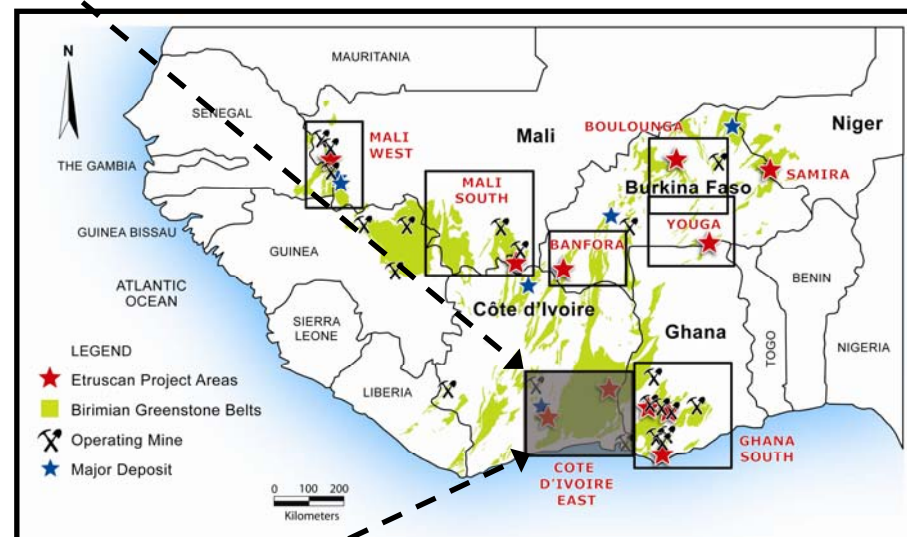 N
MAURITANIA
SENEGAL
THE GAMBIA
GUINEA BISSAU
GUINEA
ATLANTIC
OCEAN
SIERRA
LEONE
LIBERIA
MALI
WEST
Mali
MALI
SOUTH
BOULOUNGA
Niger
SAMIRA
Burkina Faso
YOUGA
BANFORA
Côte d'Ivoire
Ghana
TOGO
BENIN
NIGERIA
GHANA
SOUTH
COTE
D'IVOIRE
EAST
LEGEND
Etruscan Project Areas
Birimian Greenstone Belts
Operating Mine
Major Deposit
0 100 200
Kilometers